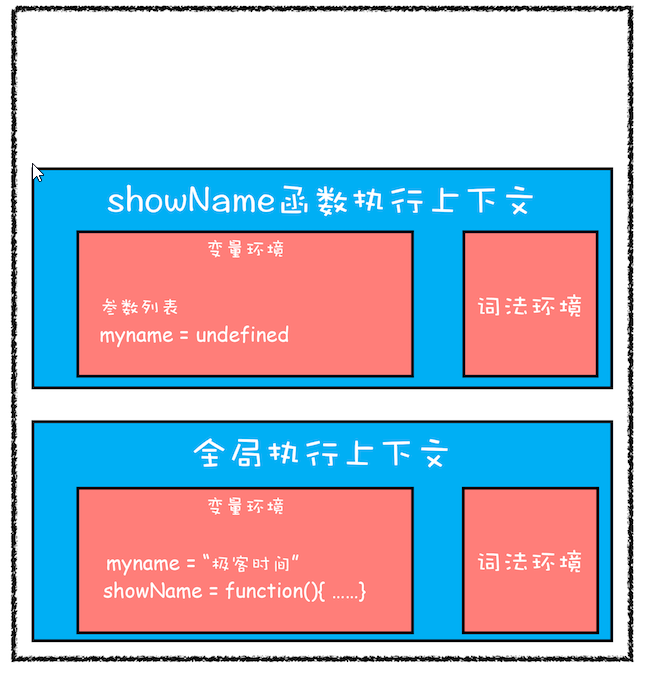 showName函数执行上下文
变量环境
参数列表
myname = undefined
词法环境
全局执行上下文
变量环境
myname = “极客时间”
showName = function(){ ......}
词法环境